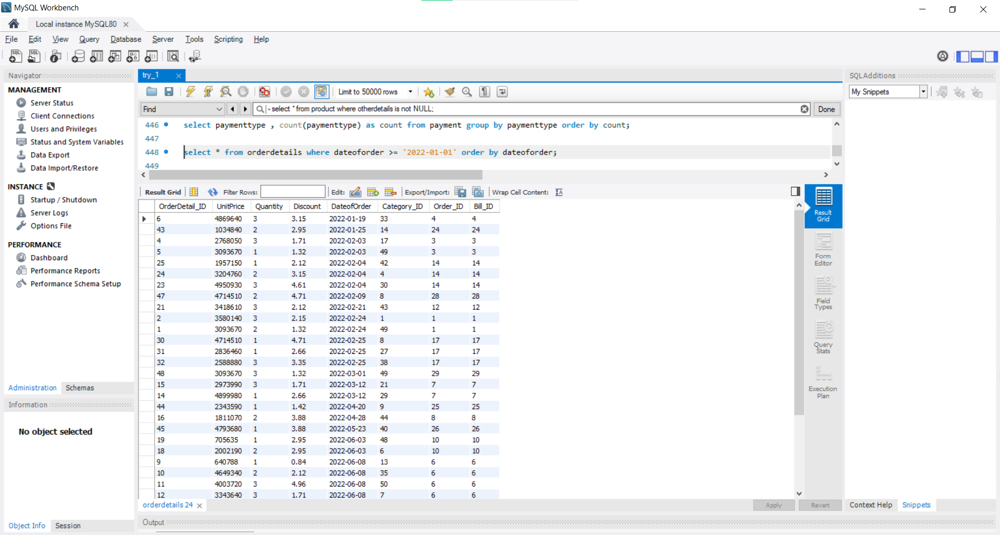 MySQL Workbench
Local instance MySQL80
File Edit View Query Database Server Tools Scripting Help
Navigator
MANAGEMENT
Server Status
Client Connections
Users and Privileges
Status and System Variables
Data Export
Data Import/Restore
INSTANCE
Startup / Shutdown
Server Logs
Options File
PERFORMANCE
Dashboard
Performance Reports
Performance Schema Setup
Administration Schemas
Information
No object selected
Object Info Session
try_1
Limit to 50000 rows
Find select * from product where otherdetails is not NULL; Done
446 select paymenttype , count(paymenttype) as count from payment group by paymenttype order by count;
447
448 select * from orderdetails where dateoforder >= '2022-01-01' order by dateoforder;
449
Result Grid Filter Rows: Edit: Export/Import: Wrap Cell Content:
OrderDetail_ID UnitPrice Quantity Discount DateofOrder Category_ID Order_ID Bill_ID
6 4869640 3 3.15 2022-01-19 33 4 4
43 1034840 2 2.95 2022-01-25 14 24 24
4 2768050 3 1.71 2022-02-03 17 3 3
5 3093670 1 1.32 2022-02-03 49 3 3
25 1957150 1 2.12 2022-02-04 42 14 14
24 3204760 2 3.15 2022-02-04 4 14 14
23 4950930 3 4.61 2022-02-04 30 14 14
47 4714510 2 4.71 2022-02-09 8 28 28
21 3418610 3 2.12 2022-02-21 43 12 12
2 3580140 3 2.15 2022-02-24 1 1 1
1 3093670 2 1.32 2022-02-24 49 1 1
30 4714510 1 4.71 2022-02-25 8 17 17
31 2836460 1 2.66 2022-02-25 27 17 17
32 2588880 3 3.35 2022-02-25 38 17 17
48 3093670 3 1.32 2022-03-01 49 29 29
15 2973990 3 1.71 2022-03-12 21 7 7
14 4899980 1 2.66 2022-03-12 29 7 7
44 2343590 1 1.42 2022-04-20 9 25 25
16 1811070 2 3.88 2022-04-28 44 8 8
45 4793680 1 3.88 2022-05-23 40 26 26
19 705635 1 2.95 2022-06-03 48 10 10
18 2002190 2 2.95 2022-06-03 6 10 10
9 640788 1 0.84 2022-06-08 13 6 6
10 4649340 2 2.12 2022-06-08 35 6 6
11 4003720 3 4.96 2022-06-08 50 6 6
12 3343640 3 1.71 2022-06-08 7 6 6
Result
Grid
Form
Editor
Field
Types
Query
Stats
Execution
Plan
orderdetails 24 Apply Revert
Output
SQLAdditions
My Snippets
Context Help Snippets